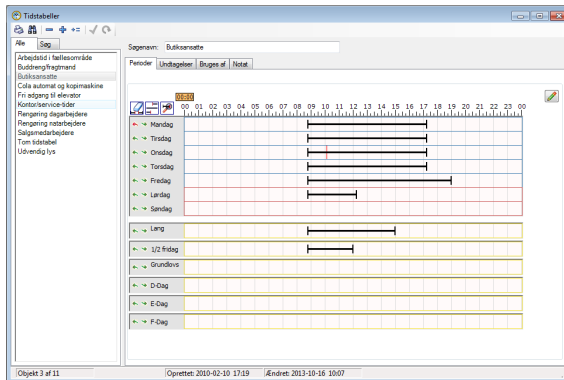 Tidstabeller
Alle Søg
Søgenavn: Butiksansatte
Arbejdstid i fællesområde
Buddreng/fragtmand
Butiksansatte
Cola automat og kopimaskine
Fri adgang til elevator
Kontor/service-tider
Rengøring dagarbejdere
Rengøring natarbejdere
Salgsmedarbejdere
Tom tidstabel
Udvendig lys
Perioder Undtagelser Bruges af Notat
00:00
00 01 02 03 04 05 06 07 08 09 10 11 12 13 14 15 16 17 18 19 20 21 22 23 00
Mandag
Tirsdag
Onsdag
Torsdag
Fredag
Lørdag
Søndag
Lang
1/2 fridag
Grundlovs
D-Dag
E-Dag
F-Dag
Objekt 3 af 11 Oprettet: 2010-02-10 17:19 Ændret: 2013-10-16 10:07